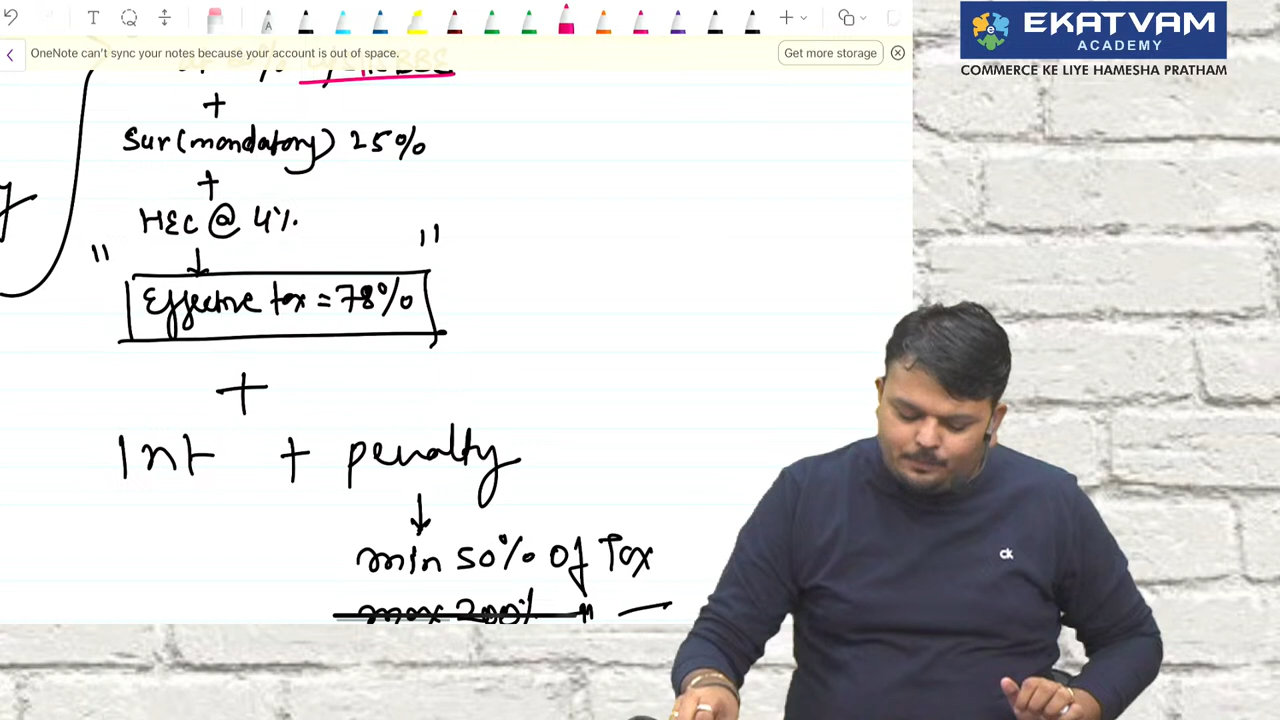 EKATVAM
ACADEMY
COMMERCE KE LIYE HAMESHA PRATHAM
OneNote can't sync your notes because your account is out of space.
Get more storage
+
Sur (mandatory) 25%
+
HEC @ 4%
" "
Effective tax = 78%
+
Int + penalty
min 50% of Tax
max 200% "
ck